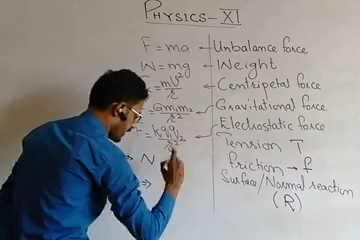 PHYSICS-XI
F = ma → Unbalance force
W = mg → Weight
= mv²/r ← Centripetal force
= Gm₁m₂/r² ← Gravitational force
F = kq₁q₂/r² ← Electrostatic force
→ N Tension T
⇒ friction → f
Surface/Normal reaction
(R)